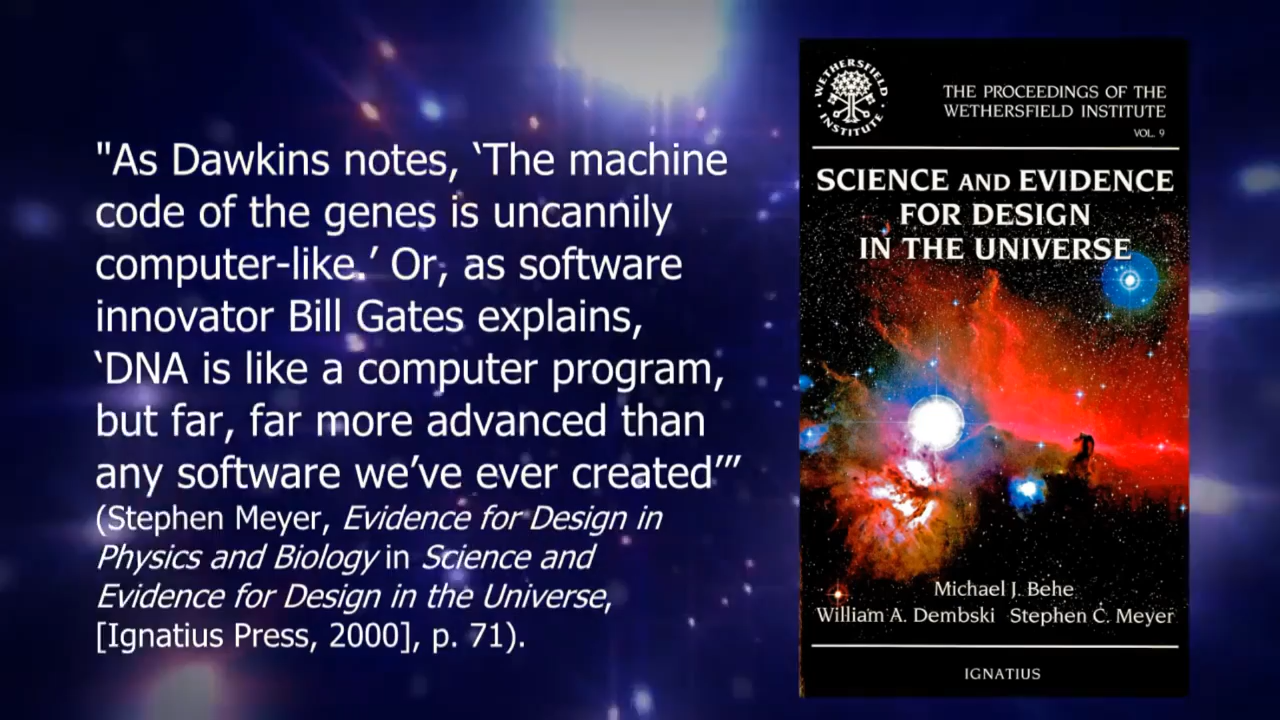 "As Dawkins notes, ‘The machine
code of the genes is uncannily
computer-like.’ Or, as software
innovator Bill Gates explains,
‘DNA is like a computer program,
but far, far more advanced than
any software we’ve ever created’”
(Stephen Meyer, Evidence for Design in
Physics and Biology in Science and
Evidence for Design in the Universe,
[Ignatius Press, 2000], p. 71).
WETHERSFIELD
INSTITUTE
THE PROCEEDINGS OF THE
WETHERSFIELD INSTITUTE
VOL. 9
SCIENCE AND EVIDENCE
FOR DESIGN
IN THE UNIVERSE
Michael J. Behe
William A. Dembski Stephen C. Meyer
IGNATIUS